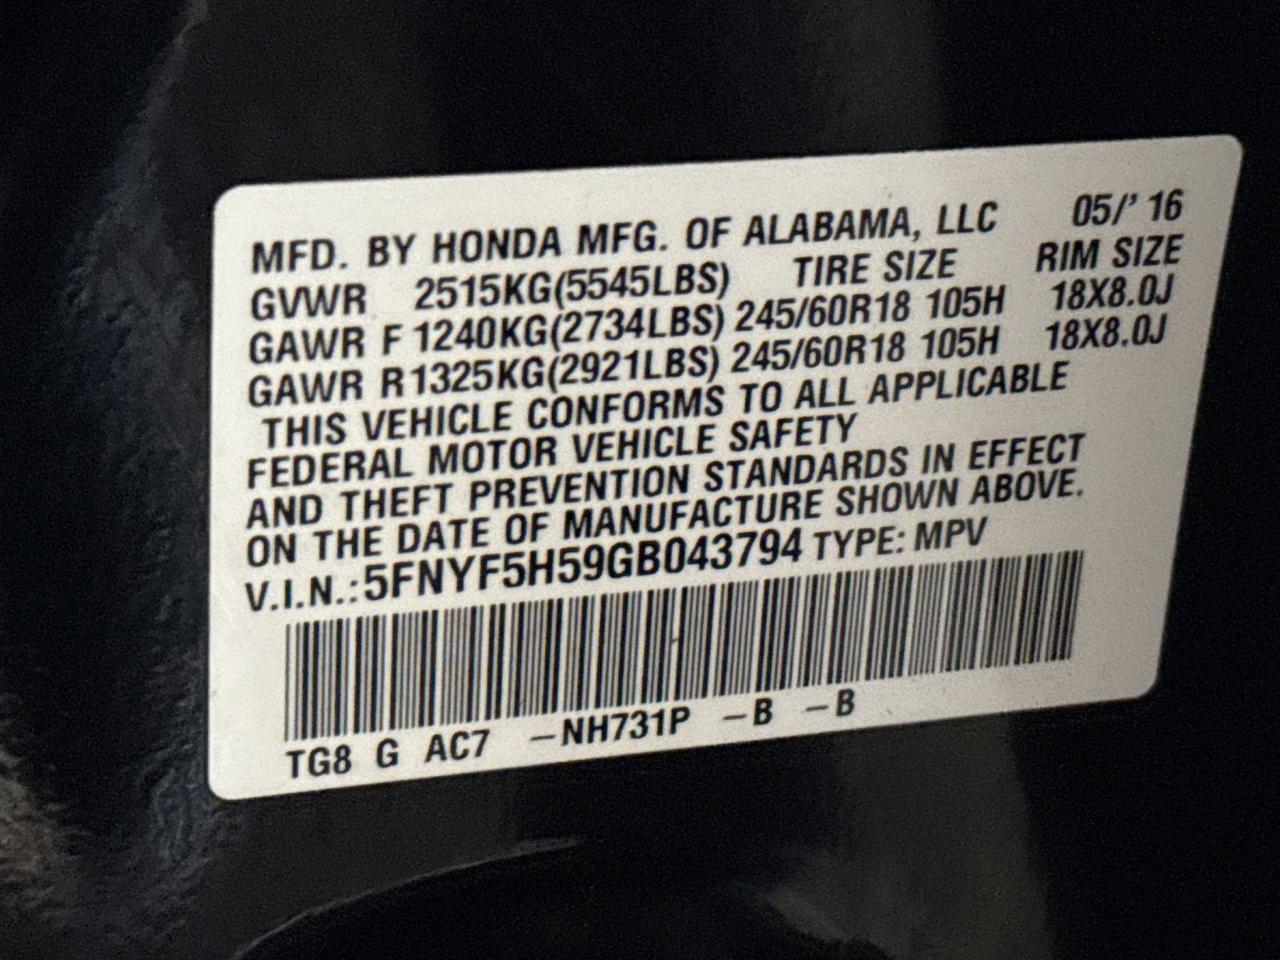 MFD. BY HONDA MFG. OF ALABAMA, LLC 05/' 16
GVWR 2515KG(5545LBS) TIRE SIZE RIM SIZE
GAWR F 1240KG(2734LBS) 245/60R18 105H 18X8.0J
GAWR R 1325KG(2921LBS) 245/60R18 105H 18X8.0J
THIS VEHICLE CONFORMS TO ALL APPLICABLE
FEDERAL MOTOR VEHICLE SAFETY
AND THEFT PREVENTION STANDARDS IN EFFECT
ON THE DATE OF MANUFACTURE SHOWN ABOVE.
V.I.N.: 5FNYF5H59GB043794 TYPE: MPV
TG8 G AC7 –NH731P –B –B